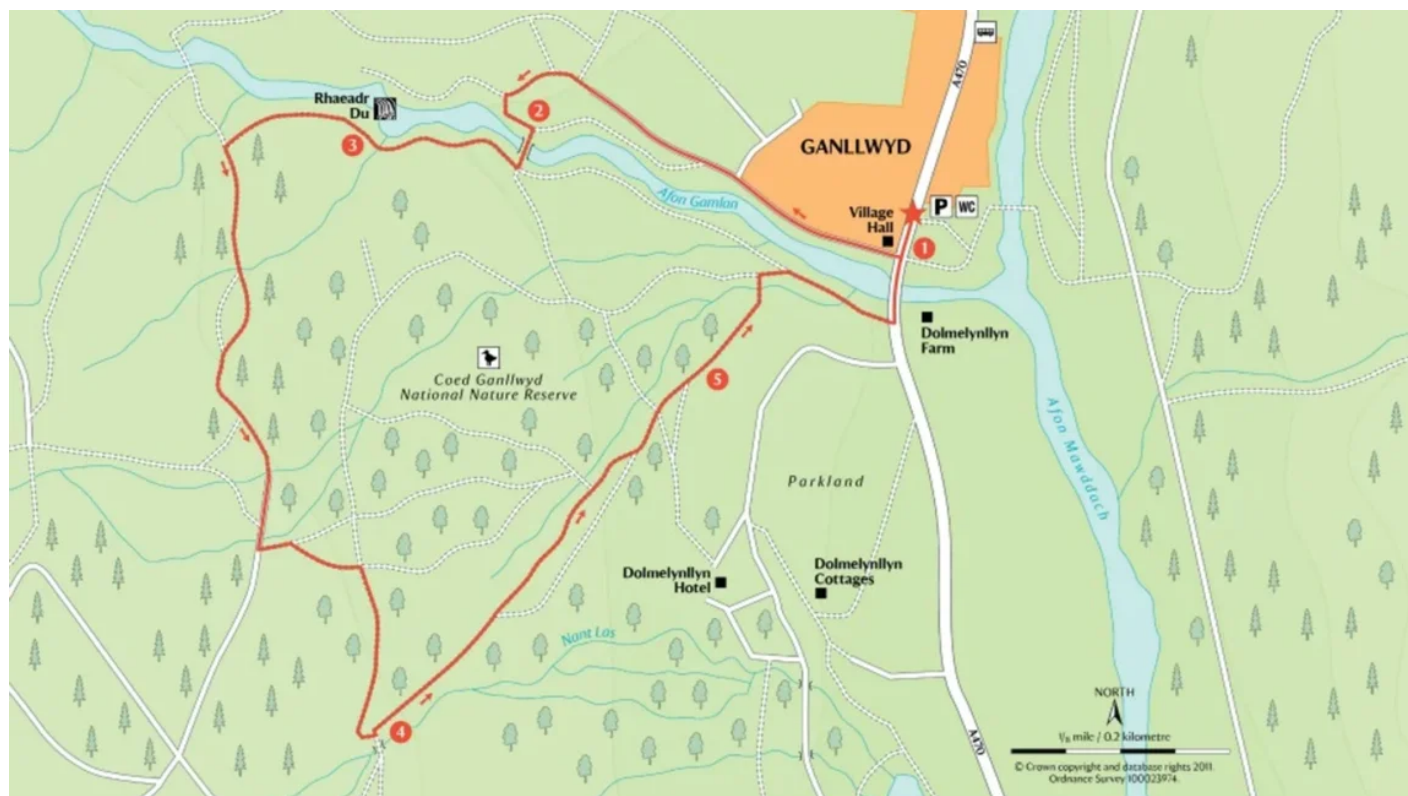 A470
Rhaeadr
Du
2
3
GANLLWYD
Afon Gamlan
Village
Hall
P
WC
1
Dolmelynllyn
Farm
Coed Ganllwyd
National Nature Reserve
5
Afon Mawddach
Parkland
Dolmelynllyn
Hotel
Dolmelynllyn
Cottages
Nant Las
4
NORTH
1/8 mile / 0.2 kilometre
A470
© Crown copyright and database rights 2011.
Ordnance Survey 100023974.